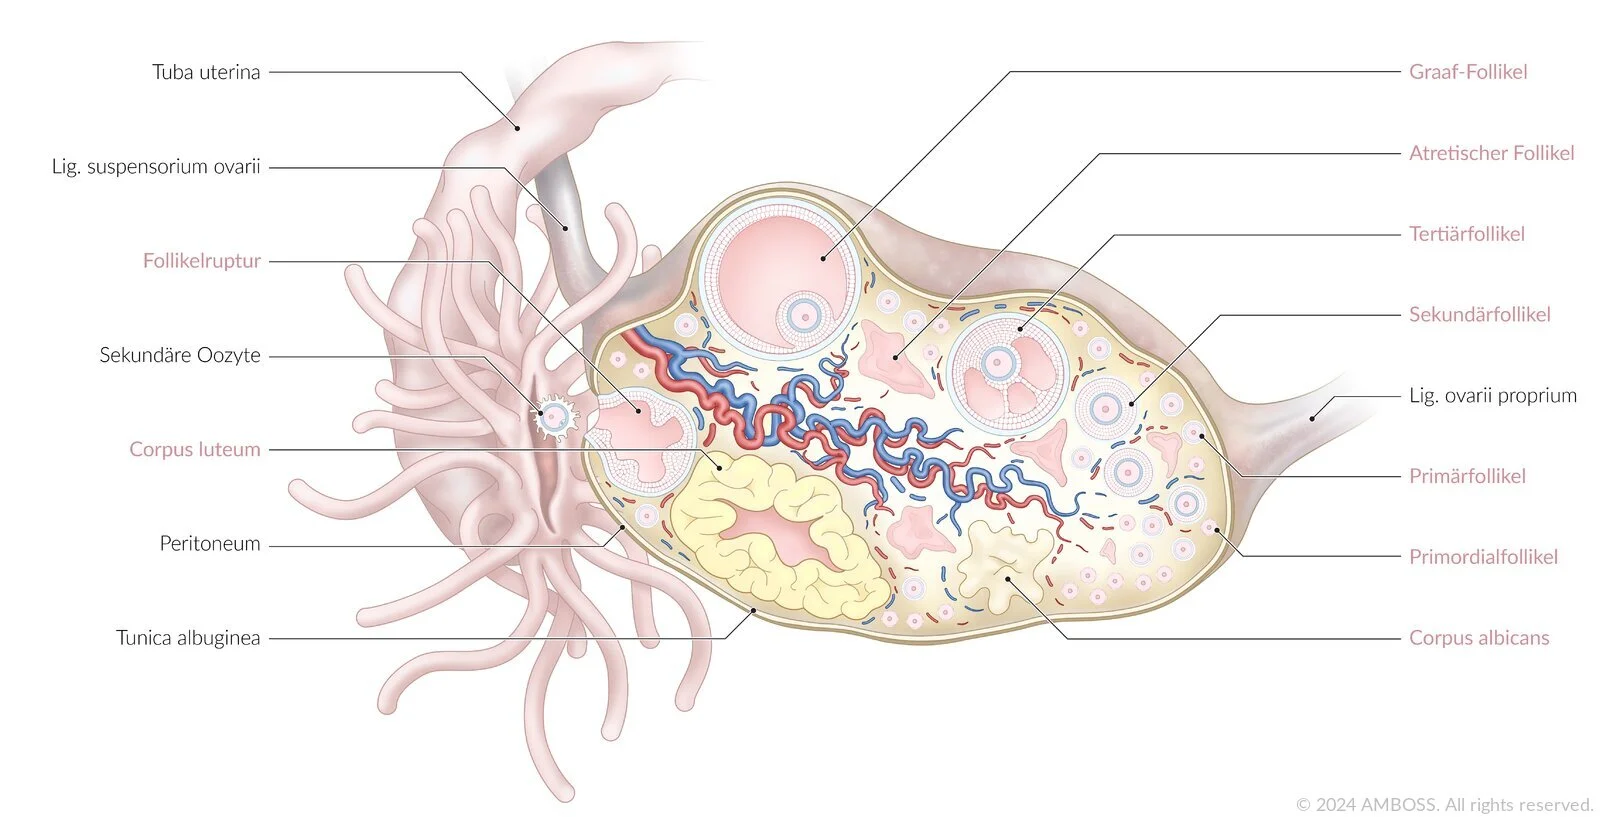 Tuba uterina
Lig. suspensorium ovarii
Follikelruptur
Sekundäre Oozyte
Corpus luteum
Peritoneum
Tunica albuginea
Graaf-Follikel
Atretischer Follikel
Tertiärfollikel
Sekundärfollikel
Lig. ovarii proprium
Primärfollikel
Primordialfollikel
Corpus albicans
© 2024 AMBOSS. All rights reserved.